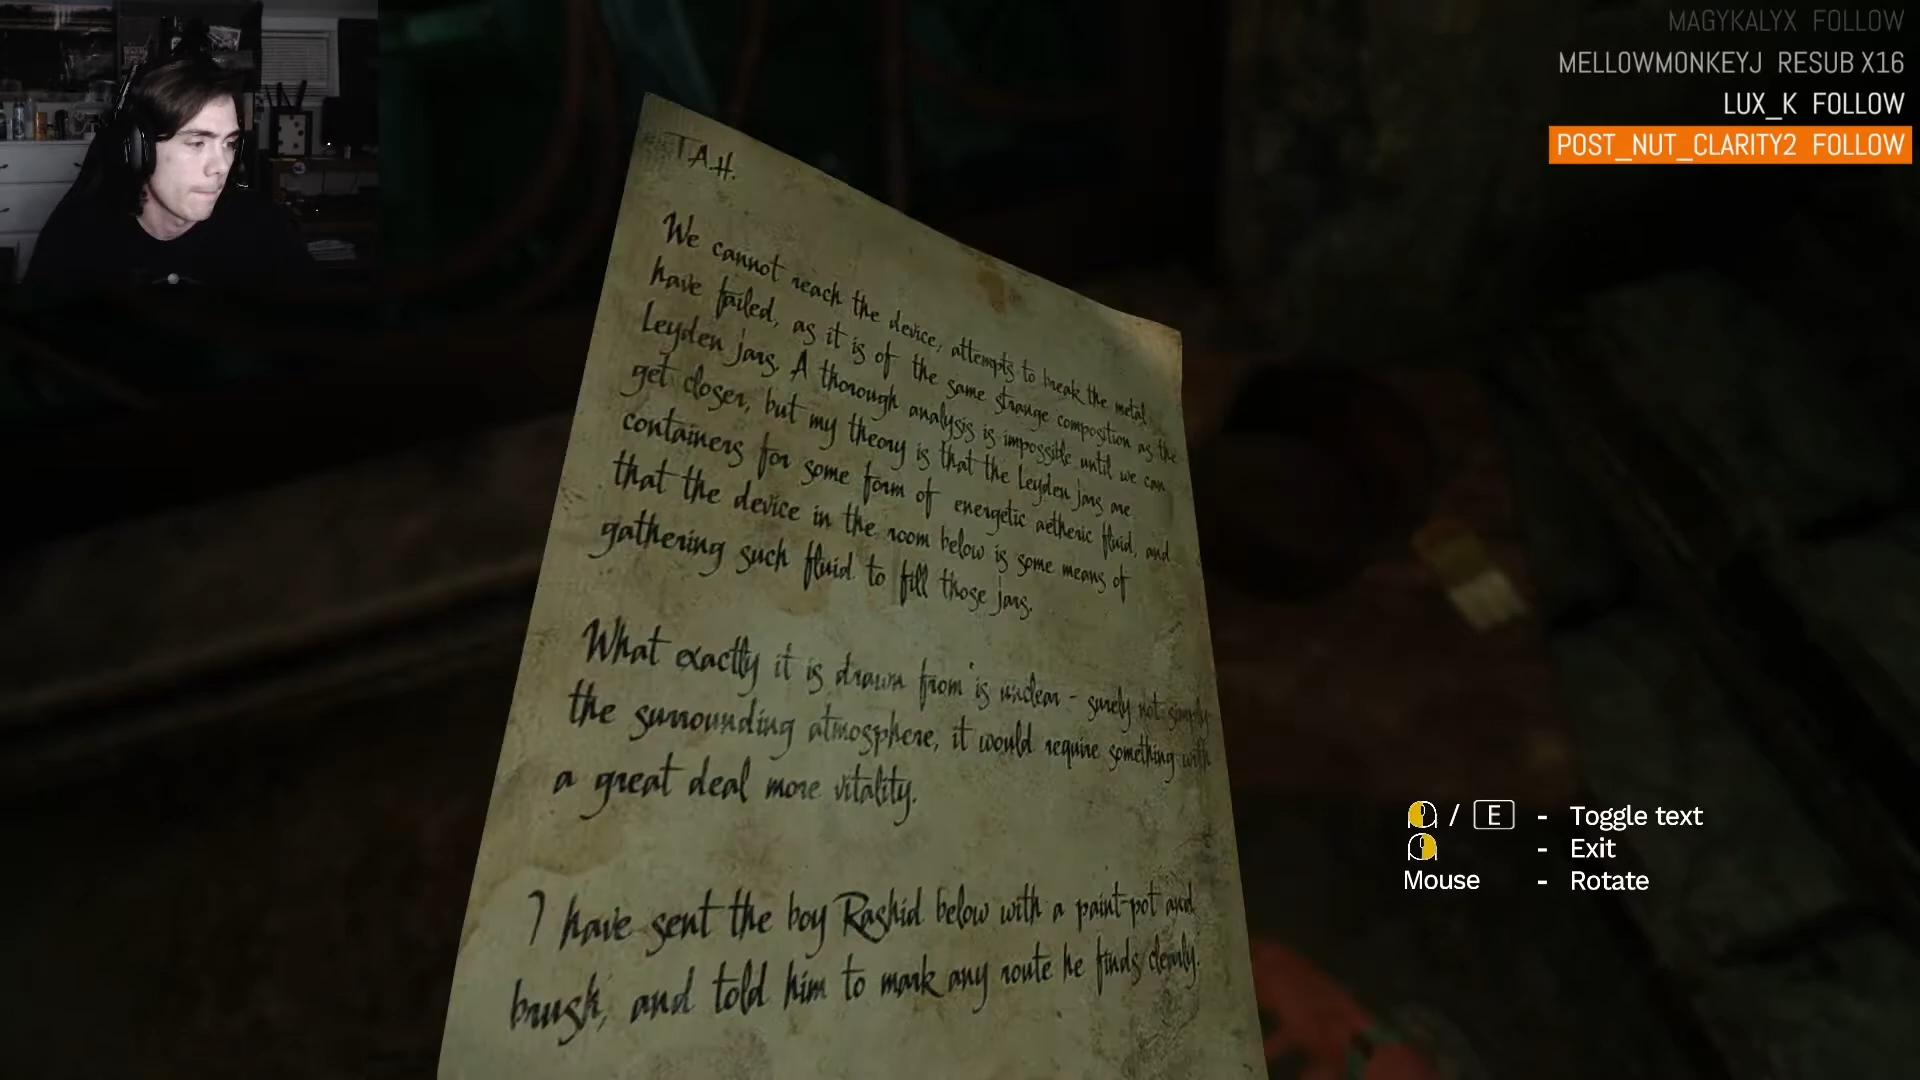 MAGYKALYX FOLLOW
MELLOWMONKEYJ RESUB X16
LUX_K FOLLOW
POST_NUT_CLARITY2 FOLLOW
T.A.H.
We cannot reach the device, attempts to break the metal
have failed, as it is of the same strange composition as the
Leyden jars. A thorough analysis is impossible until we can
get closer, but my theory is that the Leyden jars are
containers for some form of energetic aetheric fluid, and
that the device in the room below is some means of
gathering such fluid to fill those jars.
What exactly it is drawn from is unclear - surely not simply
the surrounding atmosphere, it would require something with
a great deal more vitality.
I have sent the boy Rashid below with a paint-pot and
brush, and told him to mark any route he finds clearly.
/ E - Toggle text
- Exit
Mouse - Rotate